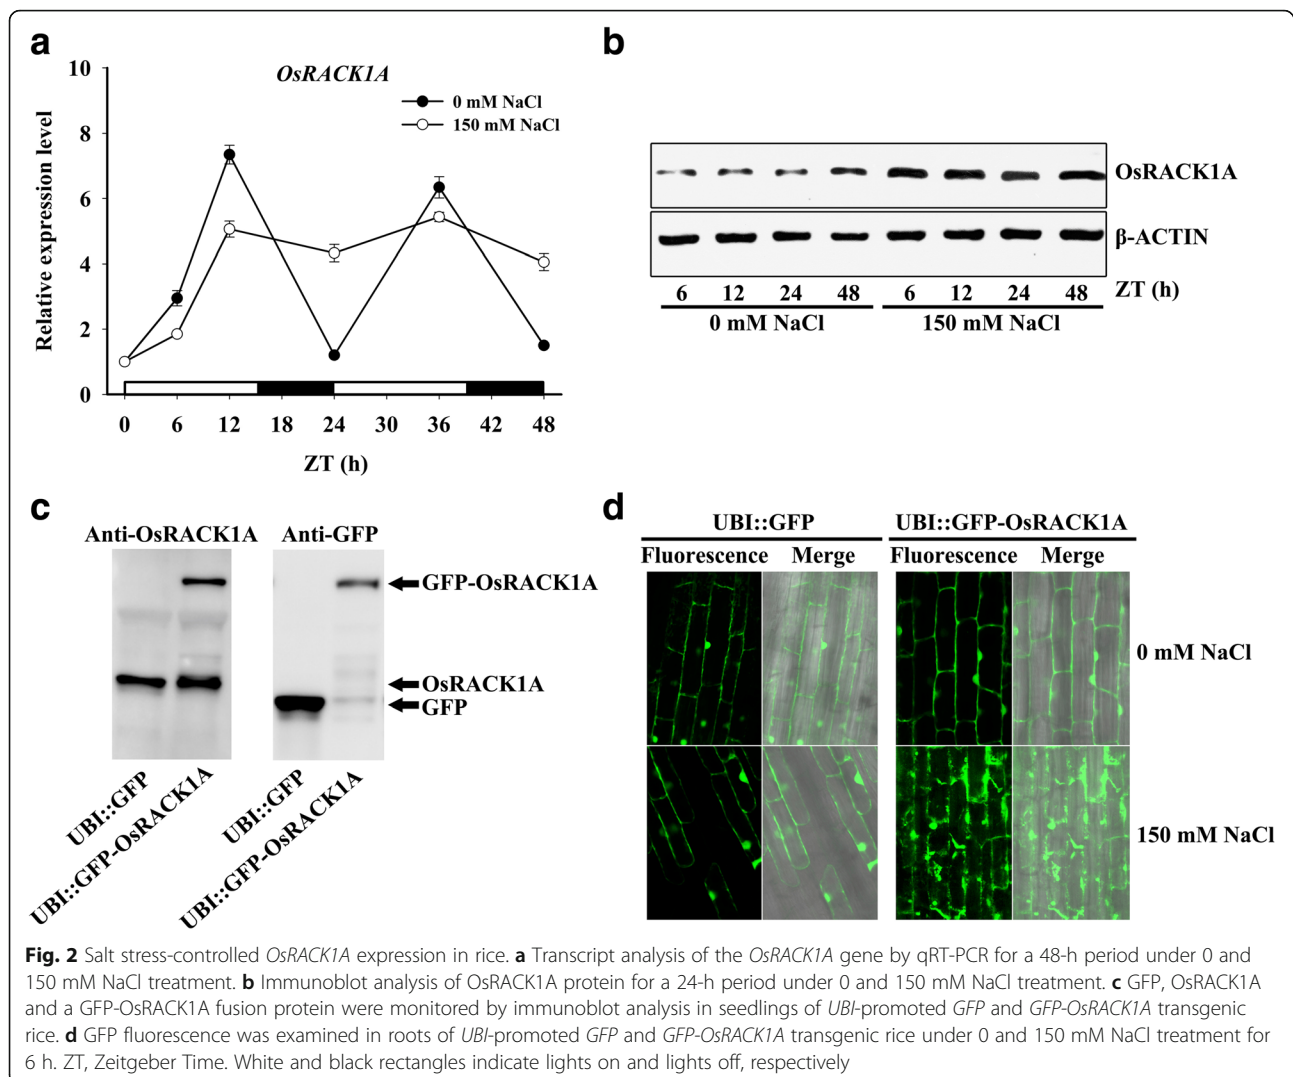 a
OsRACK1A
0 mM NaCl
150 mM NaCl
Relative expression level
10
8
6
4
2
0
0 6 12 18 24 30 36 42 48
ZT (h)
b
OsRACK1A
β-ACTIN
6 12 24 48 6 12 24 48 ZT (h)
0 mM NaCl 150 mM NaCl
c
Anti-OsRACK1A Anti-GFP
GFP-OsRACK1A
OsRACK1A
GFP
UBI::GFP
UBI::GFP-OsRACK1A
UBI::GFP
UBI::GFP-OsRACK1A
d
UBI::GFP UBI::GFP-OsRACK1A
Fluorescence Merge Fluorescence Merge
0 mM NaCl
150 mM NaCl
Fig. 2 Salt stress-controlled OsRACK1A expression in rice. a Transcript analysis of the OsRACK1A gene by qRT-PCR for a 48-h period under 0 and
150 mM NaCl treatment. b Immunoblot analysis of OsRACK1A protein for a 24-h period under 0 and 150 mM NaCl treatment. c GFP, OsRACK1A
and a GFP-OsRACK1A fusion protein were monitored by immunoblot analysis in seedlings of UBI-promoted GFP and GFP-OsRACK1A transgenic
rice. d GFP fluorescence was examined in roots of UBI-promoted GFP and GFP-OsRACK1A transgenic rice under 0 and 150 mM NaCl treatment for
6 h. ZT, Zeitgeber Time. White and black rectangles indicate lights on and lights off, respectively